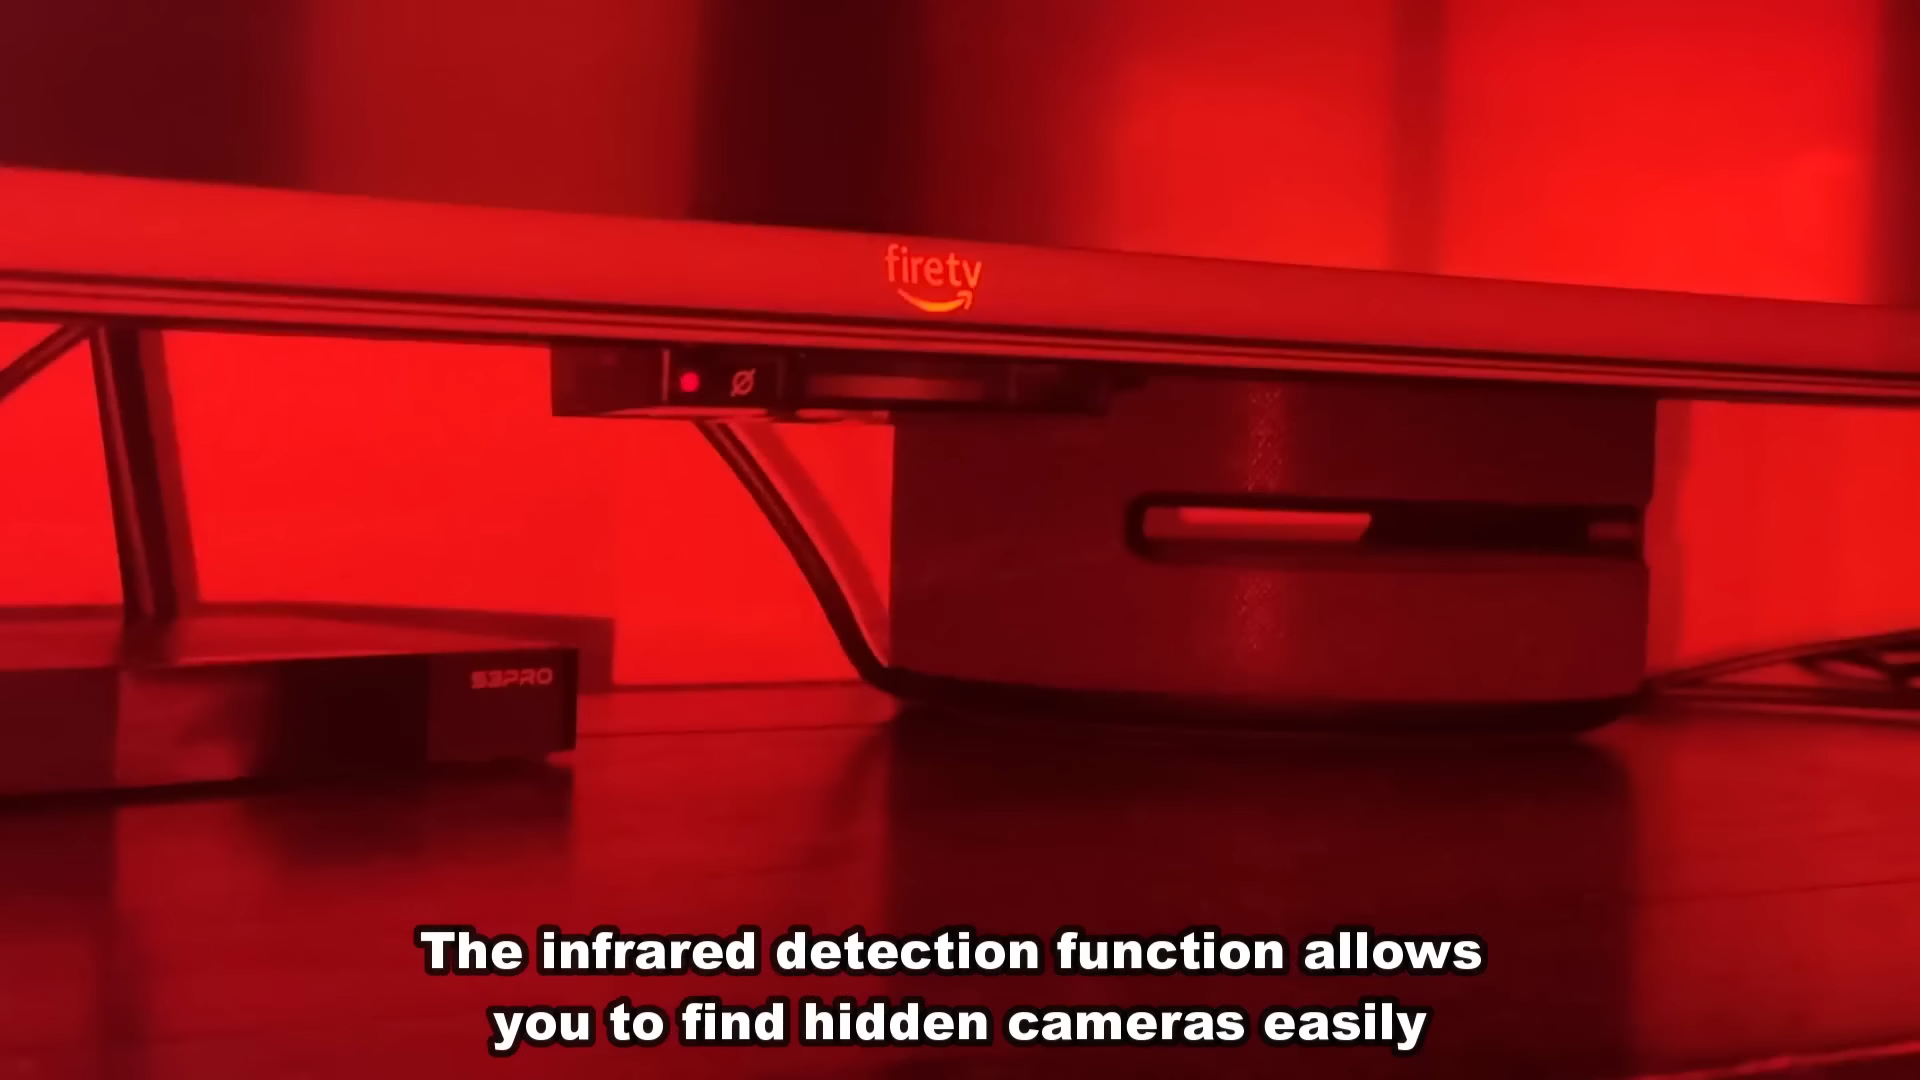 firetv
S3PRO
The infrared detection function allows
you to find hidden cameras easily